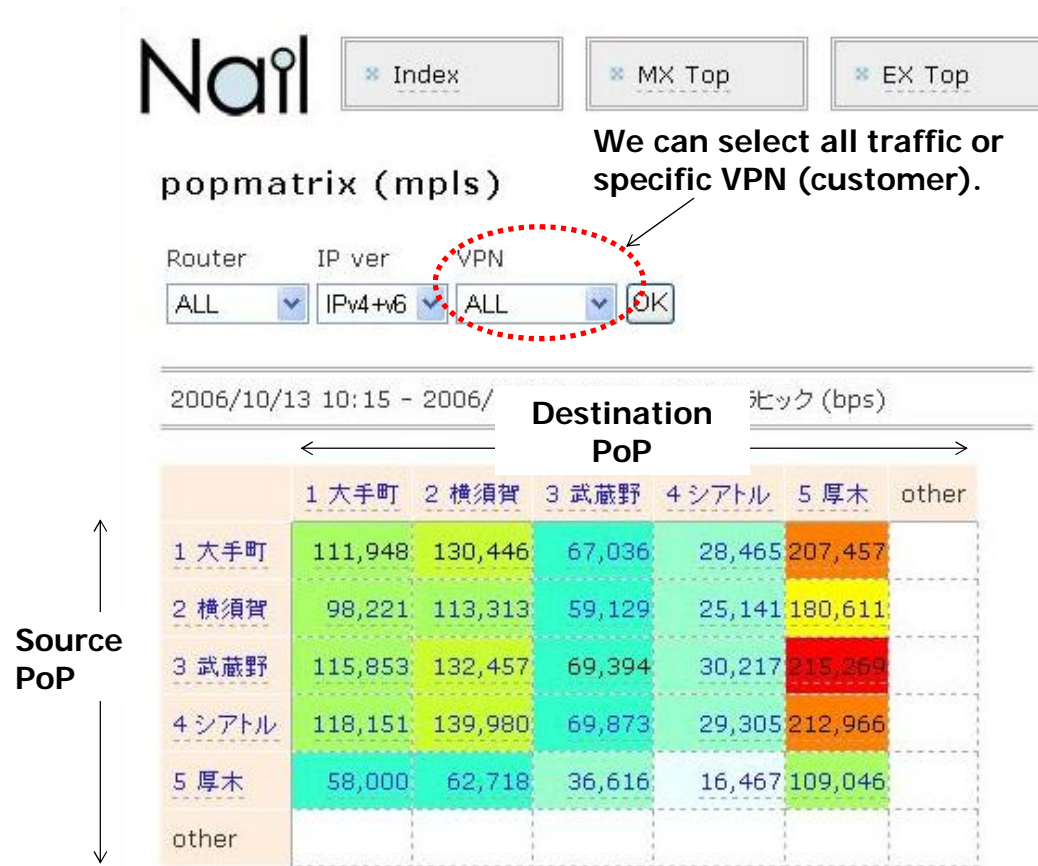 Nail
Index
MX Top
EX Top
We can select all traffic or
specific VPN (customer).
popmatrix (mpls)
Router IP ver VPN
ALL IPv4+v6 ALL OK
2006/10/13 10:15 - 2006/ ヒック (bps)
Destination
PoP
1 大手町 2 横須賀 3 武蔵野 4 シアトル 5 厚木 other
1 大手町 111,948 130,446 67,036 28,465 207,457
2 横須賀 98,221 113,313 59,129 25,141 180,611
Source
PoP
3 武蔵野 115,853 132,457 69,394 30,217 215,269
4 シアトル 118,151 139,980 69,873 29,305 212,966
5 厚木 58,000 62,718 36,616 16,467 109,046
other